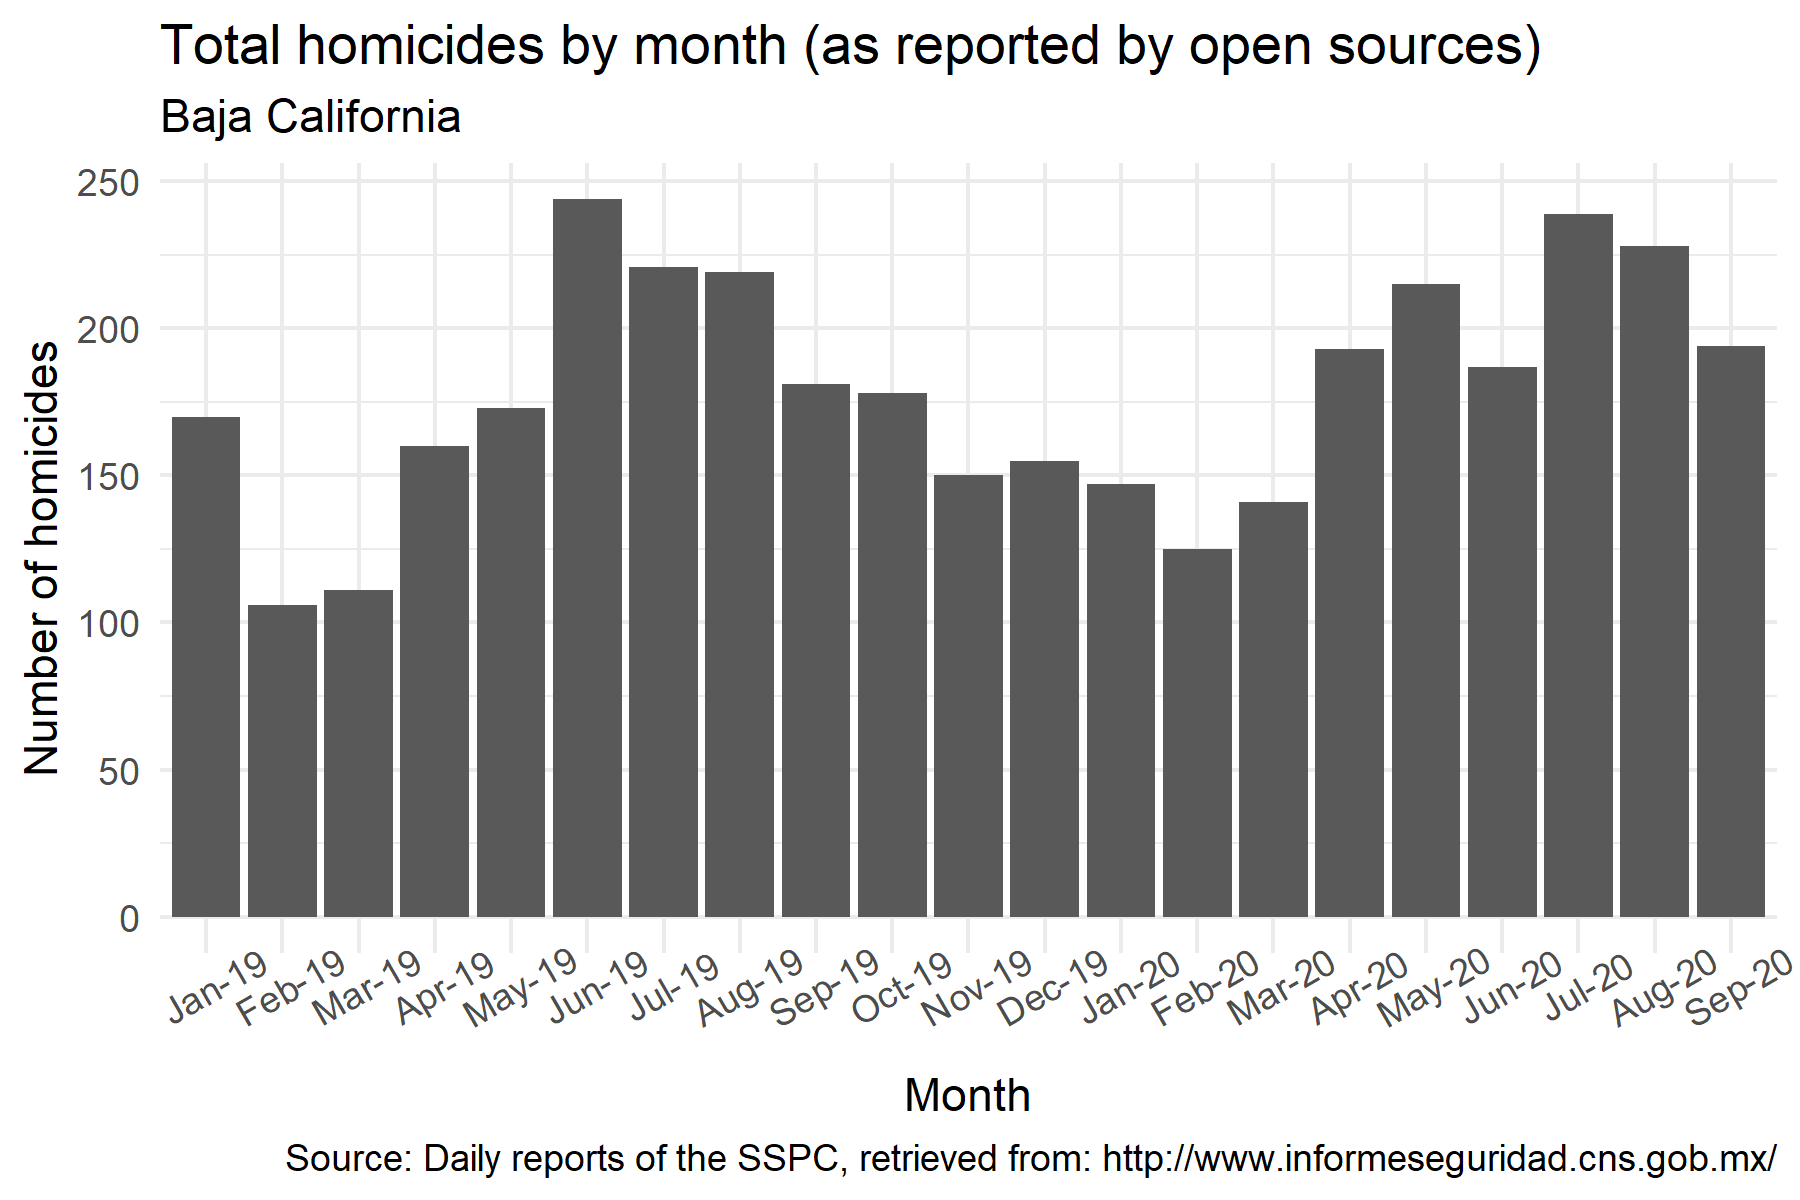 Total homicides by month (as reported by open sources)
Baja California
Number of homicides
250
200
150
100
50
0
Jan-19
Feb-19
Mar-19
Apr-19
May-19
Jun-19
Jul-19
Aug-19
Sep-19
Oct-19
Nov-19
Dec-19
Jan-20
Feb-20
Mar-20
Apr-20
May-20
Jun-20
Jul-20
Aug-20
Sep-20
Month
Source: Daily reports of the SSPC, retrieved from: http://www.informeseguridad.cns.gob.mx/